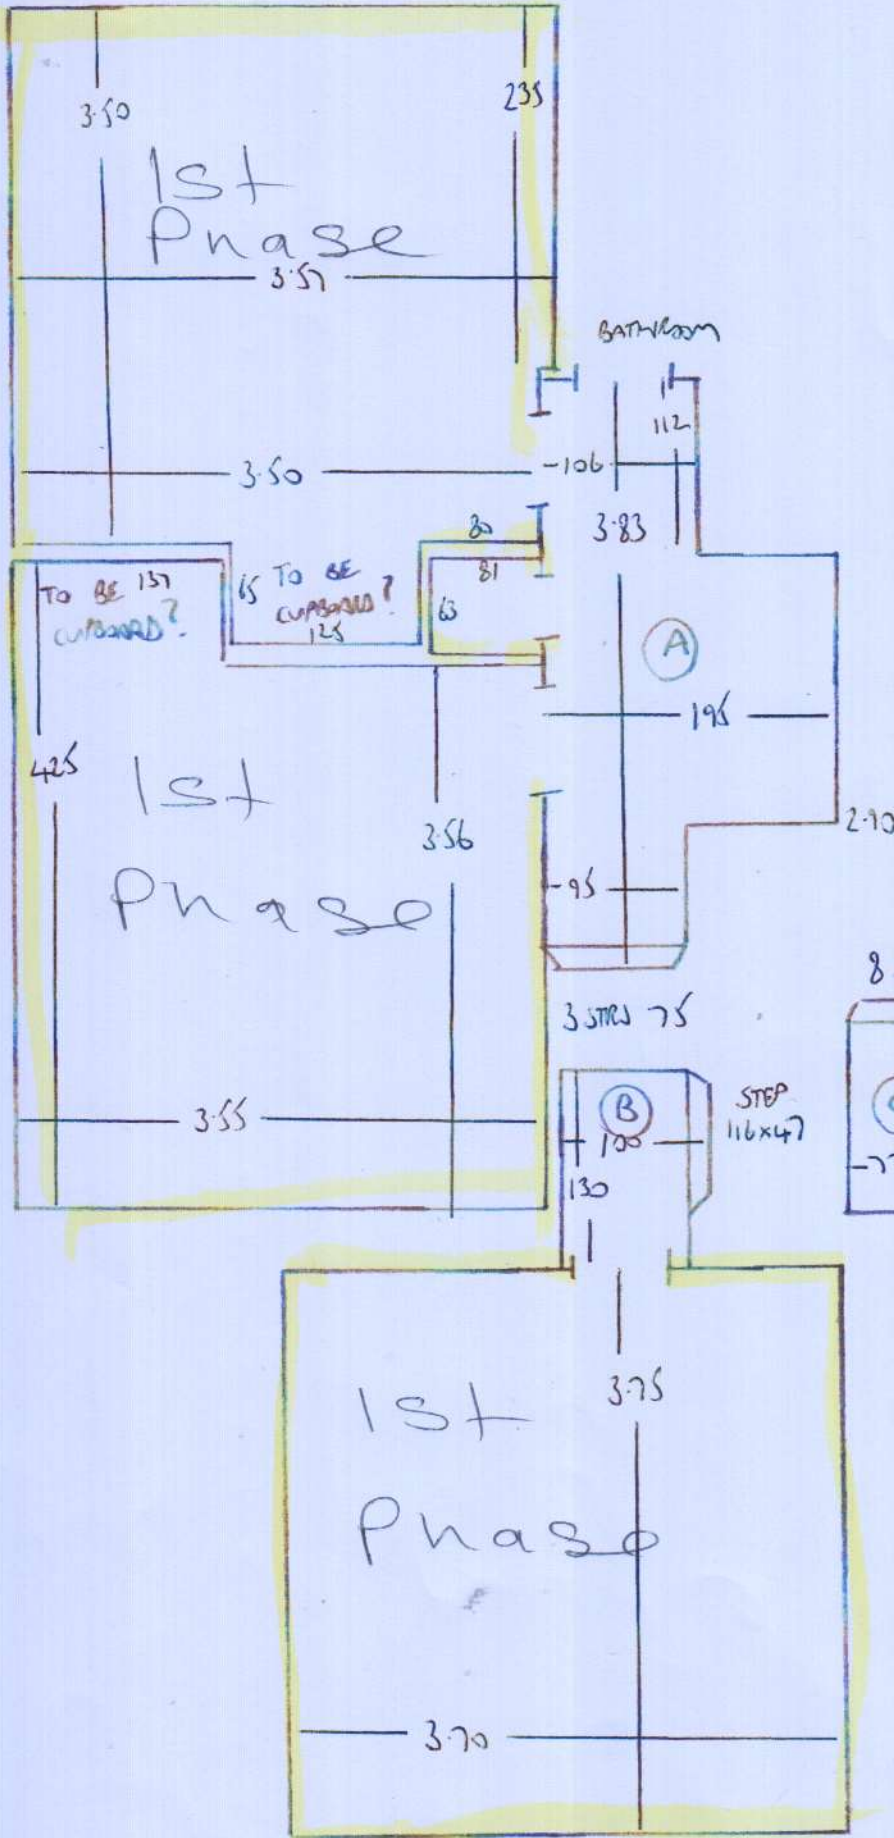 3.50
235
1st
Phase
3.57
BATHROOM
112
3.50
106
3.83
80
81
TO BE 137
CUPBOARD?
65
TO BE
CUPBOARD?
125
63
A
195
425
1st
3.56
Phase
2.90
95
8
3 STRS 75
B
STEP
116x47
100
3.55
130
1st
3.75
Phase
3.70